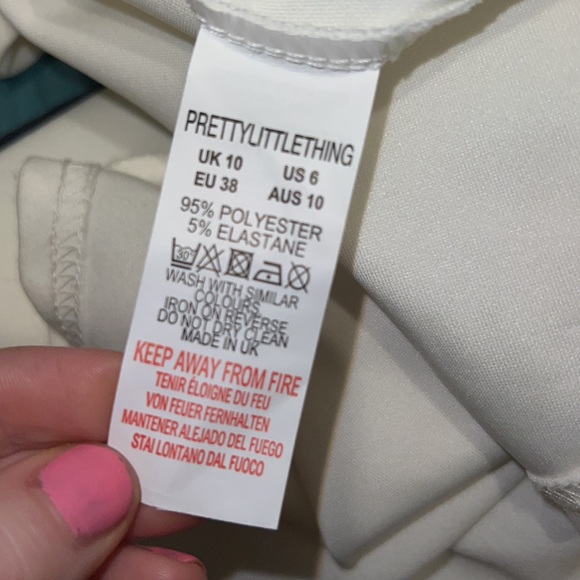 PRETTYLITTLETHING
UK 10 US 6
EU 38 AUS 10
95% POLYESTER
5% ELASTANE
30°
WASH WITH SIMILAR
COLOURS
IRON ON REVERSE
DO NOT DRY CLEAN
MADE IN UK
KEEP AWAY FROM FIRE
TENIR ÉLOIGNE DU FEU
VON FEUER FERNHALTEN
MANTENER ALEJADO DEL FUEGO
STAI LONTANO DAL FUOCO